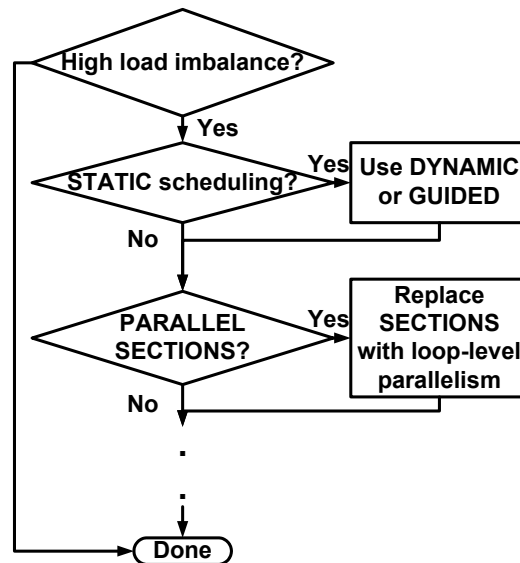 High load imbalance?
Yes
Yes
STATIC scheduling?
Use DYNAMIC
or GUIDED
No
PARALLEL
SECTIONS?
Yes
Replace
SECTIONS
with loop-level
parallelism
No
.
.
Done